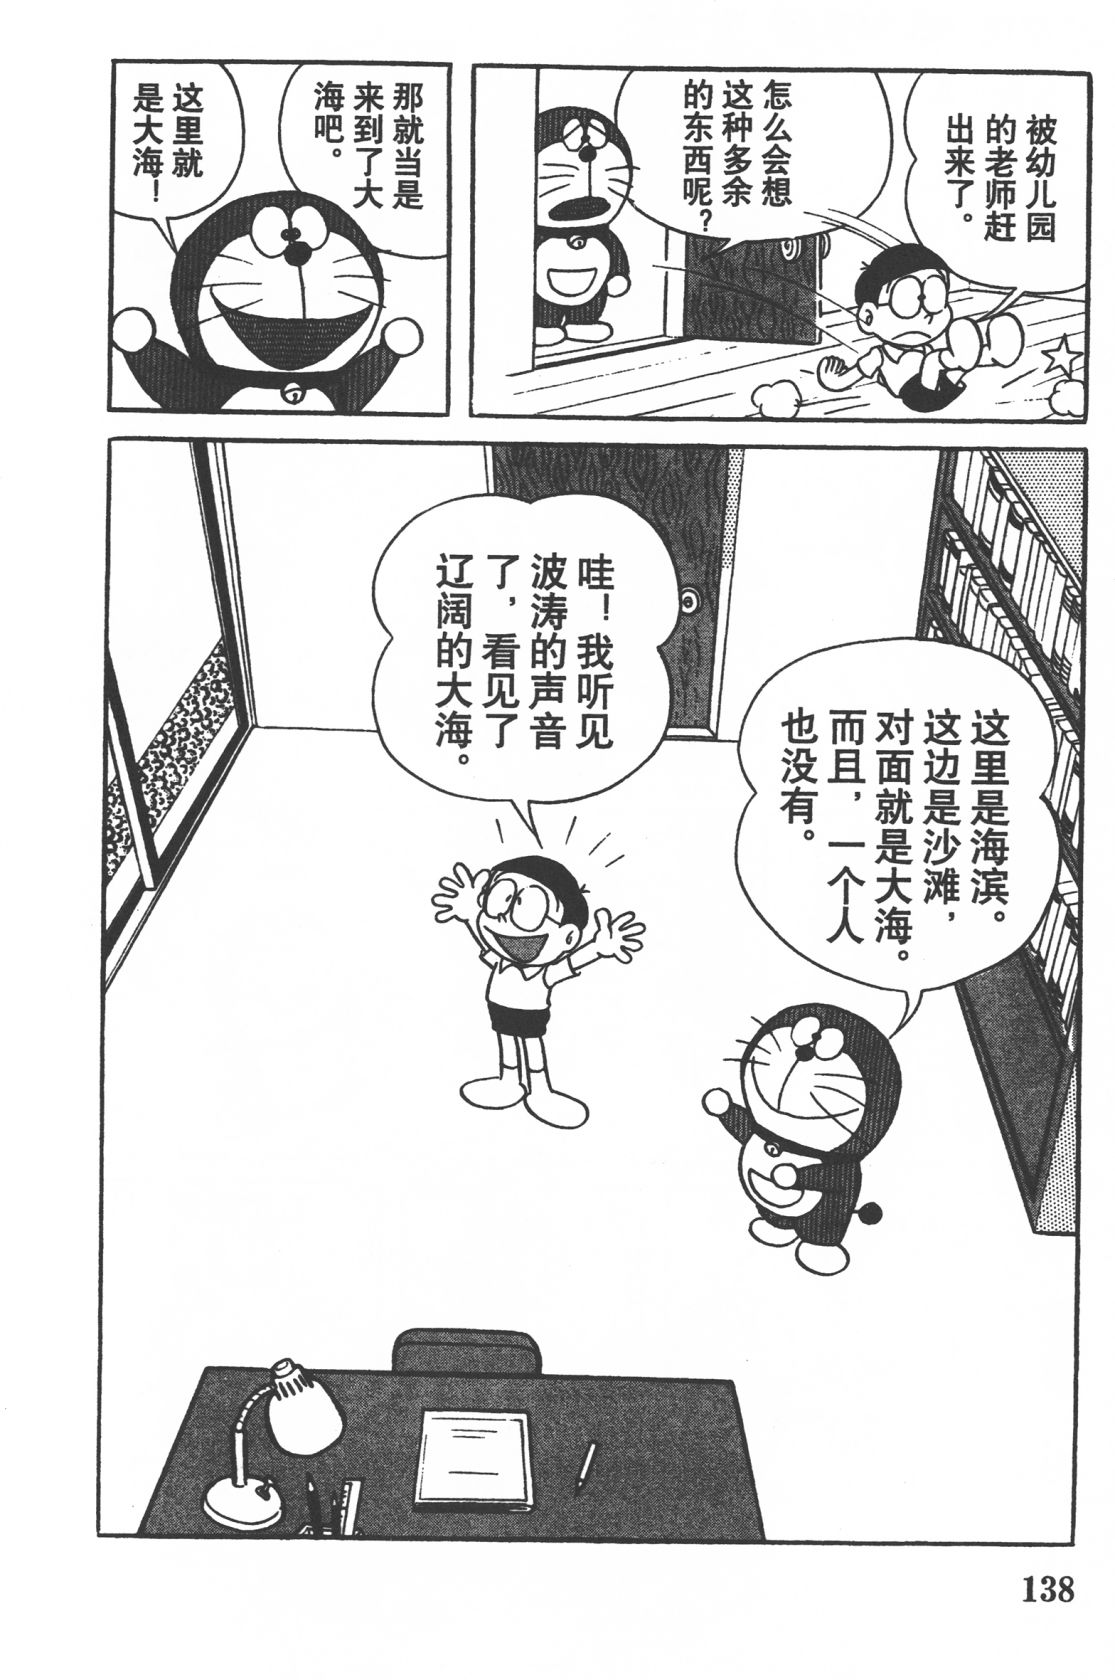 被幼儿园
的老师赶
出来了。
怎么会想
这种多余
的东西呢?
那就当是
来到了大
海吧。
这里就
是大海!
哇!我听见
波涛的声音
了,看见了
辽阔的大海。
这里是海滨。
这边是沙滩,
对面就是大海。
而且,一个人
也没有。
138